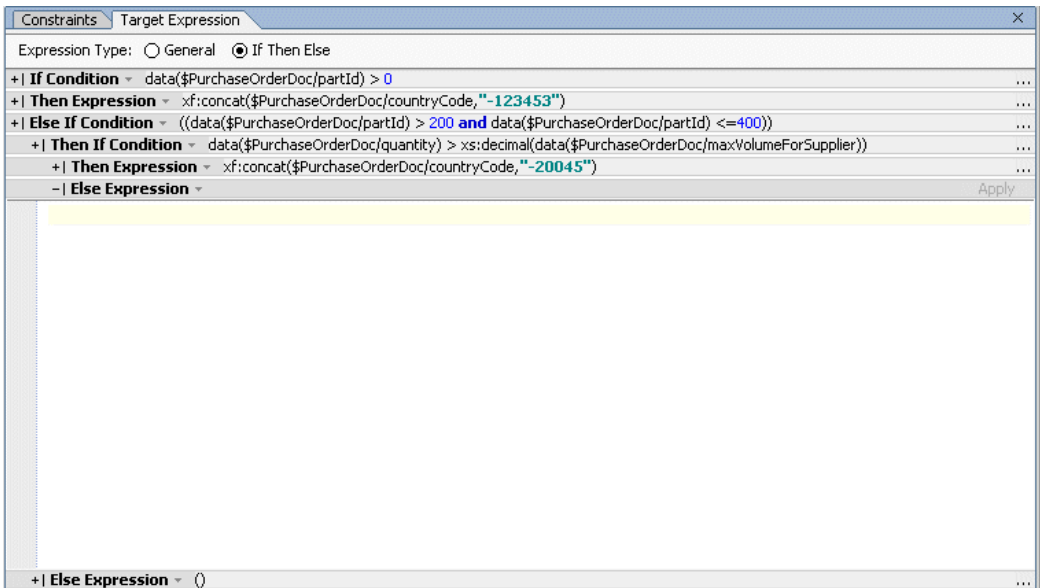 Constraints Target Expression
Expression Type: General If Then Else
+| If Condition data($PurchaseOrderDoc/partId) > 0 ...
+| Then Expression xf:concat($PurchaseOrderDoc/countryCode,"-123453") ...
+| Else If Condition ((data($PurchaseOrderDoc/partId) > 200 and data($PurchaseOrderDoc/partId) <=400)) ...
+| Then If Condition data($PurchaseOrderDoc/quantity) > xs:decimal(data($PurchaseOrderDoc/maxVolumeForSupplier)) ...
+| Then Expression xf:concat($PurchaseOrderDoc/countryCode,"-20045") ...
–| Else Expression Apply
+| Else Expression () ...